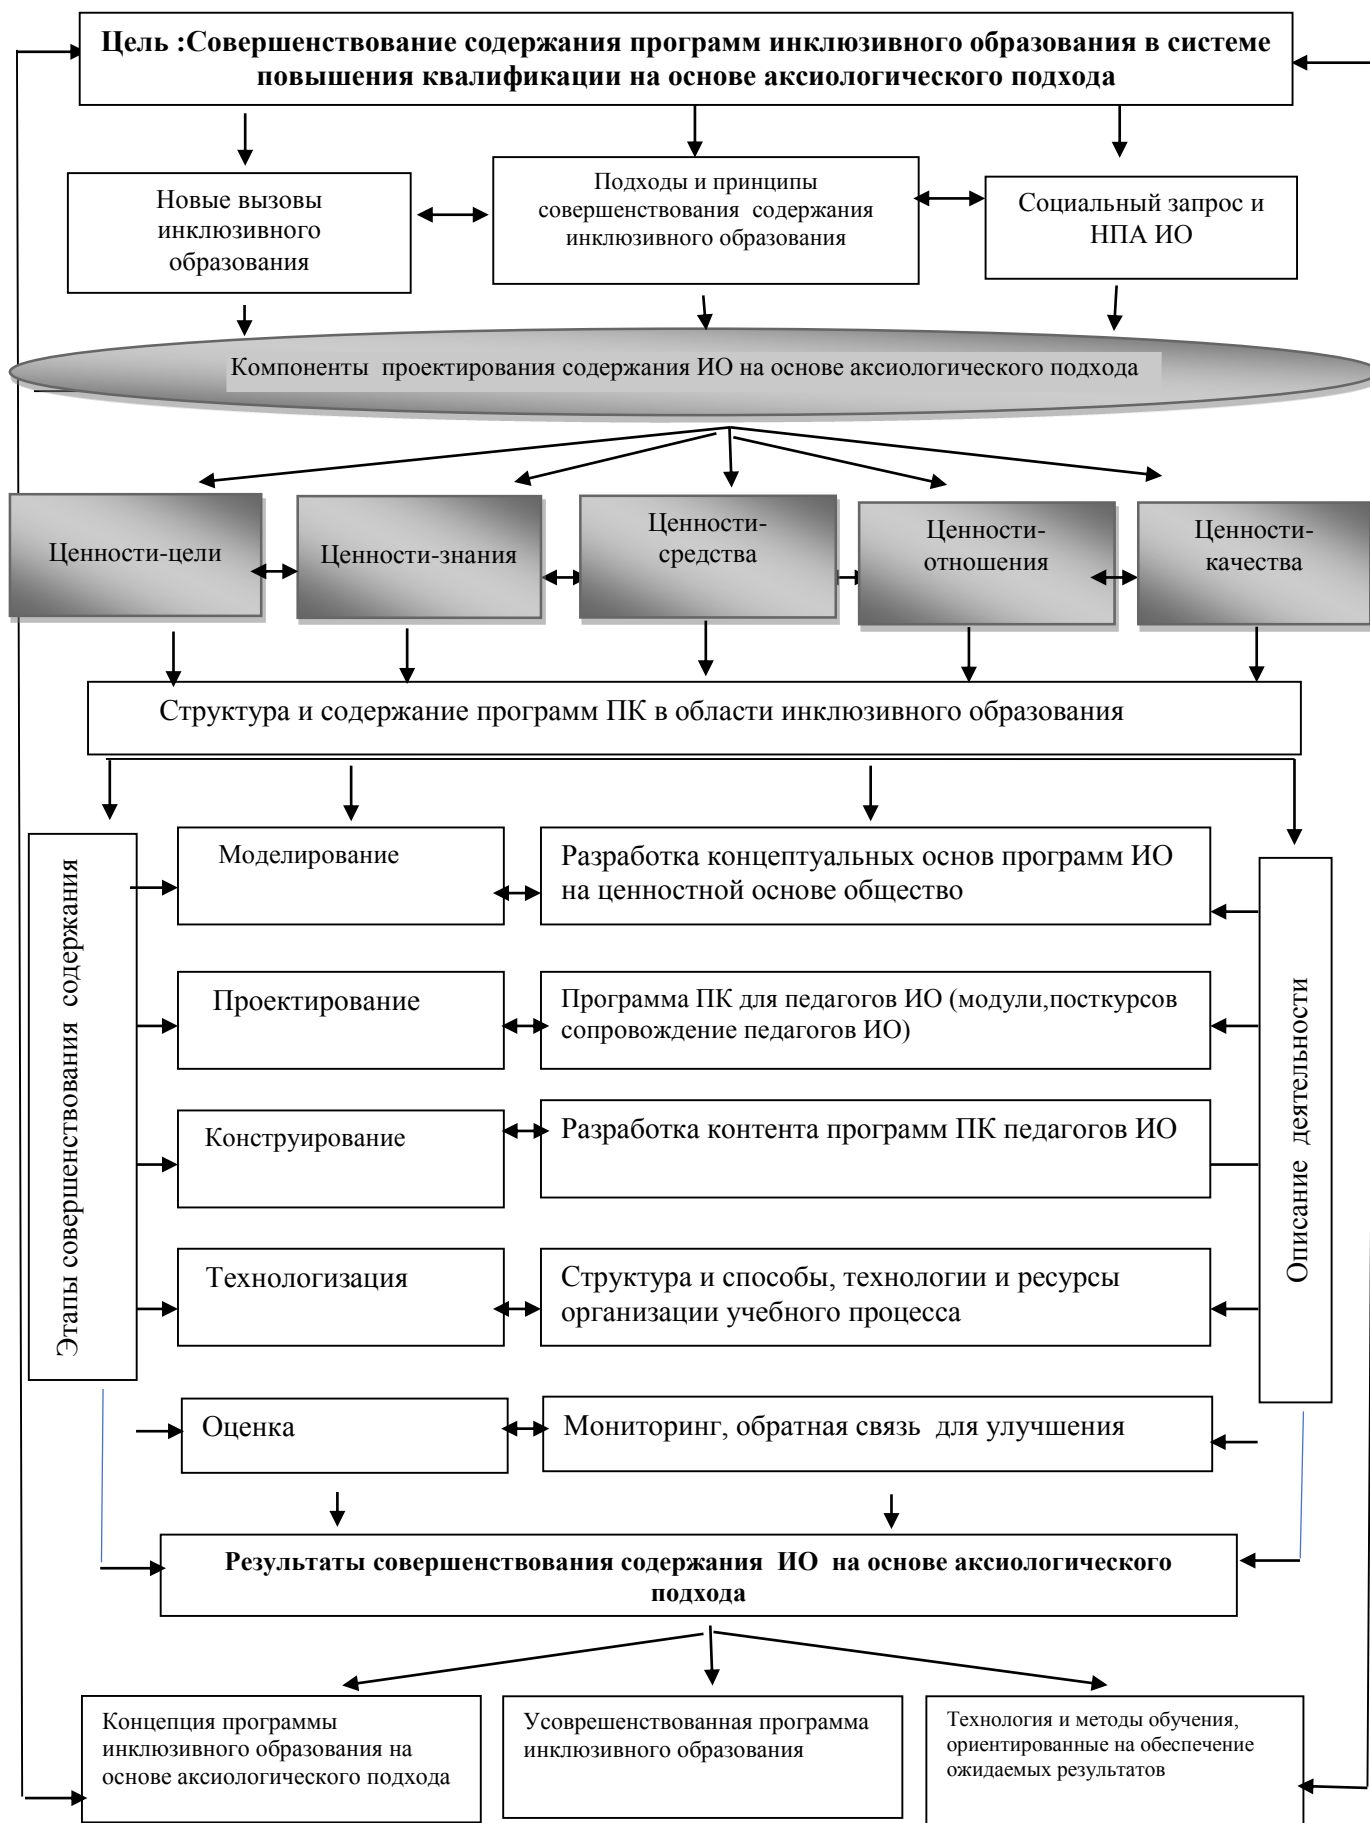 Цель :Совершенствование содержания программ инклюзивного образования в системе
повышения квалификации на основе аксиологического подхода
Новые вызовы
инклюзивного
образования
Подходы и принципы
совершенствования содержания
инклюзивного образования
Социальный запрос и
НПА ИО
Компоненты проектирования содержания ИО на основе аксиологического подхода
Ценности-цели
Ценности-знания
Ценности-
средства
Ценности-
отношения
Ценности-
качества
Структура и содержание программ ПК в области инклюзивного образования
Этапы совершенствования содержания
Моделирование
Разработка концептуальных основ программ ИО
на ценностной основе общество
Проектирование
Программа ПК для педагогов ИО (модули,посткурсов
сопровождение педагогов ИО)
Конструирование
Разработка контента программ ПК педагогов ИО
Технологизация
Структура и способы, технологии и ресурсы
организации учебного процесса
Оценка
Мониторинг, обратная связь для улучшения
Описание деятельности
Результаты совершенствования содержания ИО на основе аксиологического
подхода
Концепция программы
инклюзивного образования на
основе аксиологического подхода
Усоврешенствованная программа
инклюзивного образования
Технология и методы обучения,
ориентированные на обеспечение
ожидаемых результатов